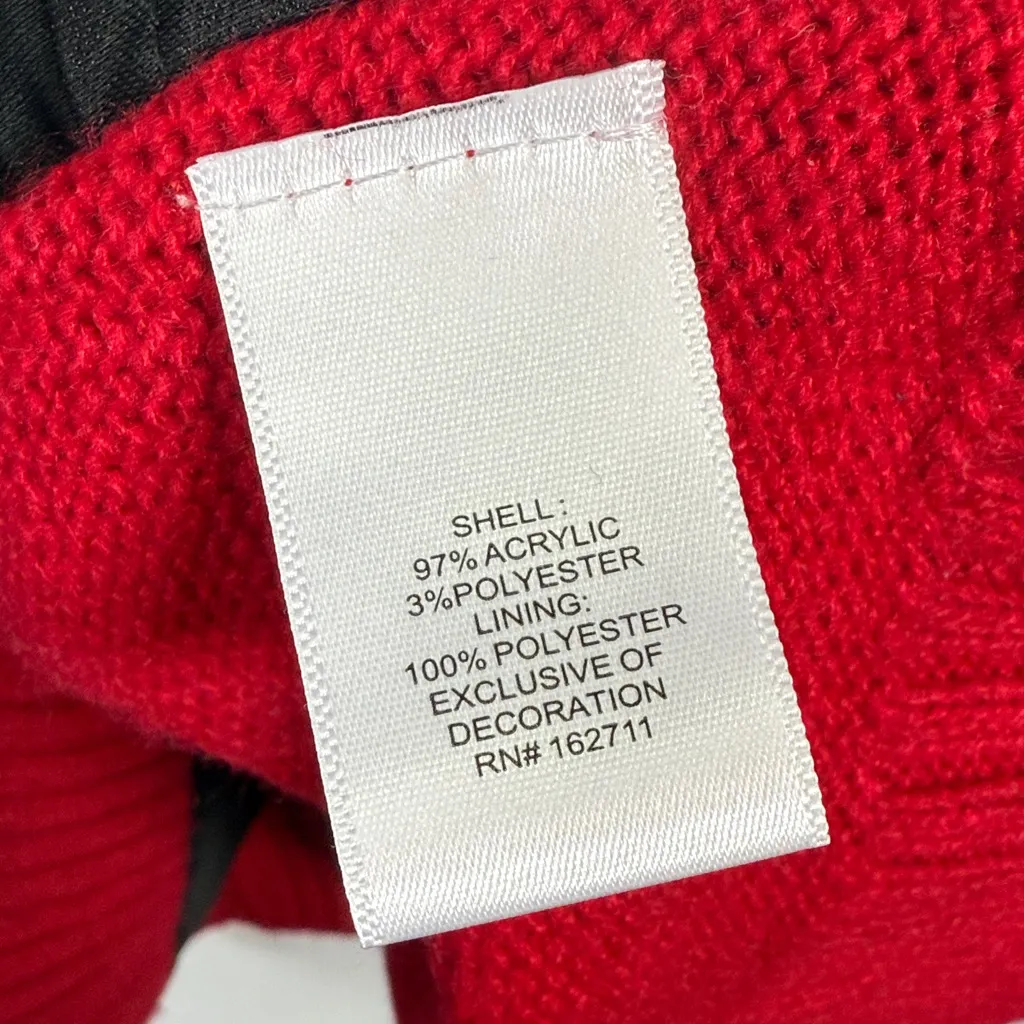 SHELL:
97% ACRYLIC
3%POLYESTER
LINING:
100% POLYESTER
EXCLUSIVE OF
DECORATION
RN# 162711